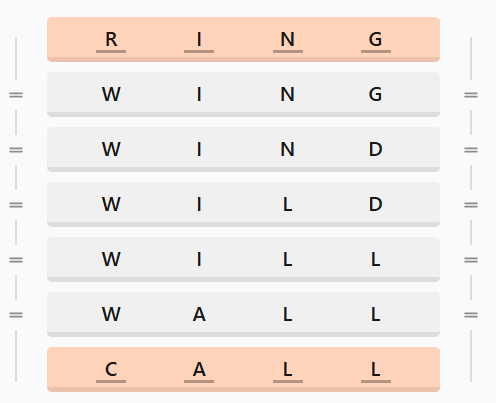 R I N G
W I N G
W I N D
W I L D
W I L L
W A L L
C A L L